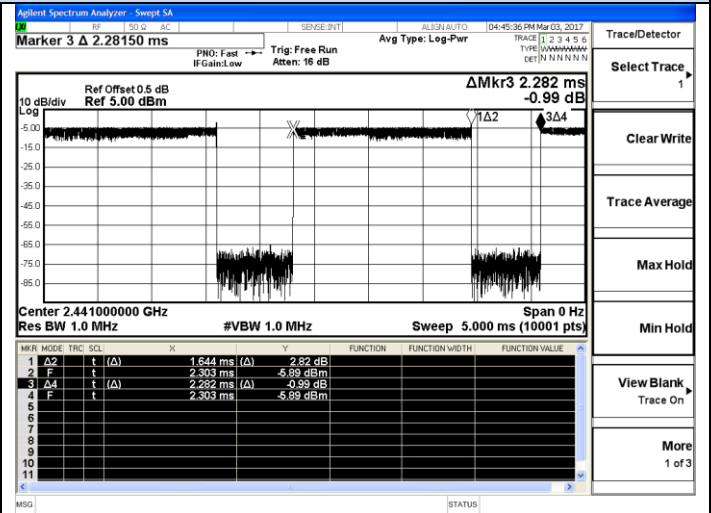 Agilent Spectrum Analyzer - Swept SA
LXI RF 50 Ω AC SENSE:INT ALIGN AUTO 04:45:36 PM Mar 03, 2017
Marker 3 Δ 2.28150 ms
PNO: Fast
IFGain:Low
Trig: Free Run
Atten: 16 dB
Avg Type: Log-Pwr
TRACE 1 2 3 4 5 6
TYPE WWWWWW
DET N N N N N N
Ref Offset 0.5 dB
10 dB/div Ref 5.00 dBm
Log
ΔMkr3 2.282 ms
-0.99 dB
1Δ2 3Δ4
-5.00
-15.0
-25.0
-35.0
-45.0
-55.0
-65.0
-75.0
-85.0
Center 2.441000000 GHz Span 0 Hz
Res BW 1.0 MHz #VBW 1.0 MHz Sweep 5.000 ms (10001 pts)
MKR MODE TRC SCL X Y FUNCTION FUNCTION WIDTH FUNCTION VALUE
1 Δ2 t (Δ) 1.644 ms (Δ) 2.82 dB
2 F t 2.303 ms -5.89 dBm
3 Δ4 t (Δ) 2.282 ms (Δ) -0.99 dB
4 F t 2.303 ms -5.89 dBm
5
6
7
8
9
10
11
MSG STATUS
Trace/Detector
Select Trace
1
Clear Write
Trace Average
Max Hold
Min Hold
View Blank
Trace On
More
1 of 3